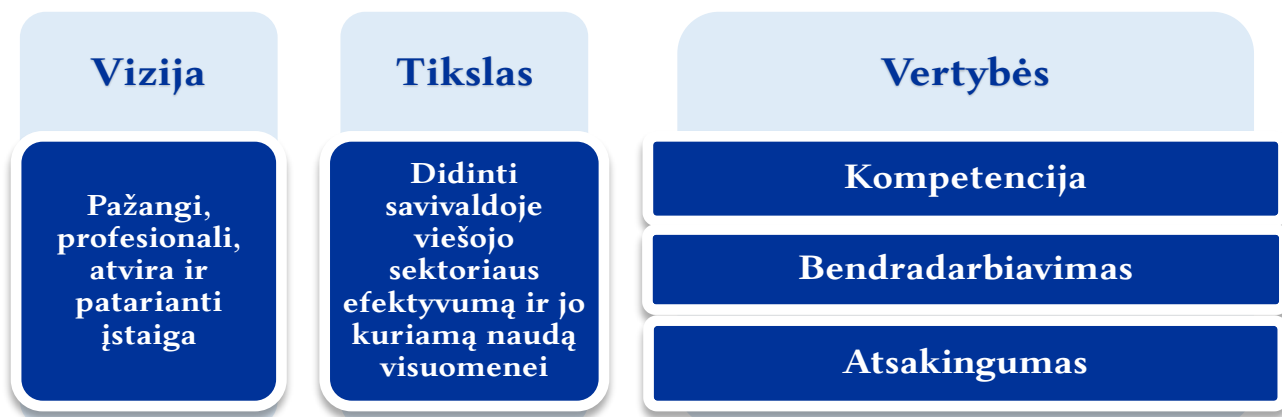 Vizija
Pažangi,
profesionali,
atvira ir
patarianti
įstaiga
Tikslas
Didinti
savivaldoje
viešojo
sektoriaus
efektyvumą ir jo
kuriamą naudą
visuomenei
Vertybės
Kompetencija
Bendradarbiavimas
Atsakingumas